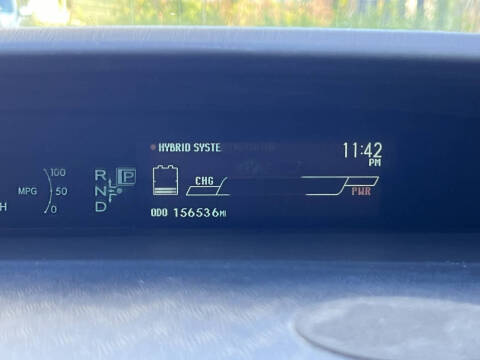 HYBRID SYSTE
11:42
PM
100
MPG 50
0
H
R
N
D
P
CHG
PWR
ODO 156536MI